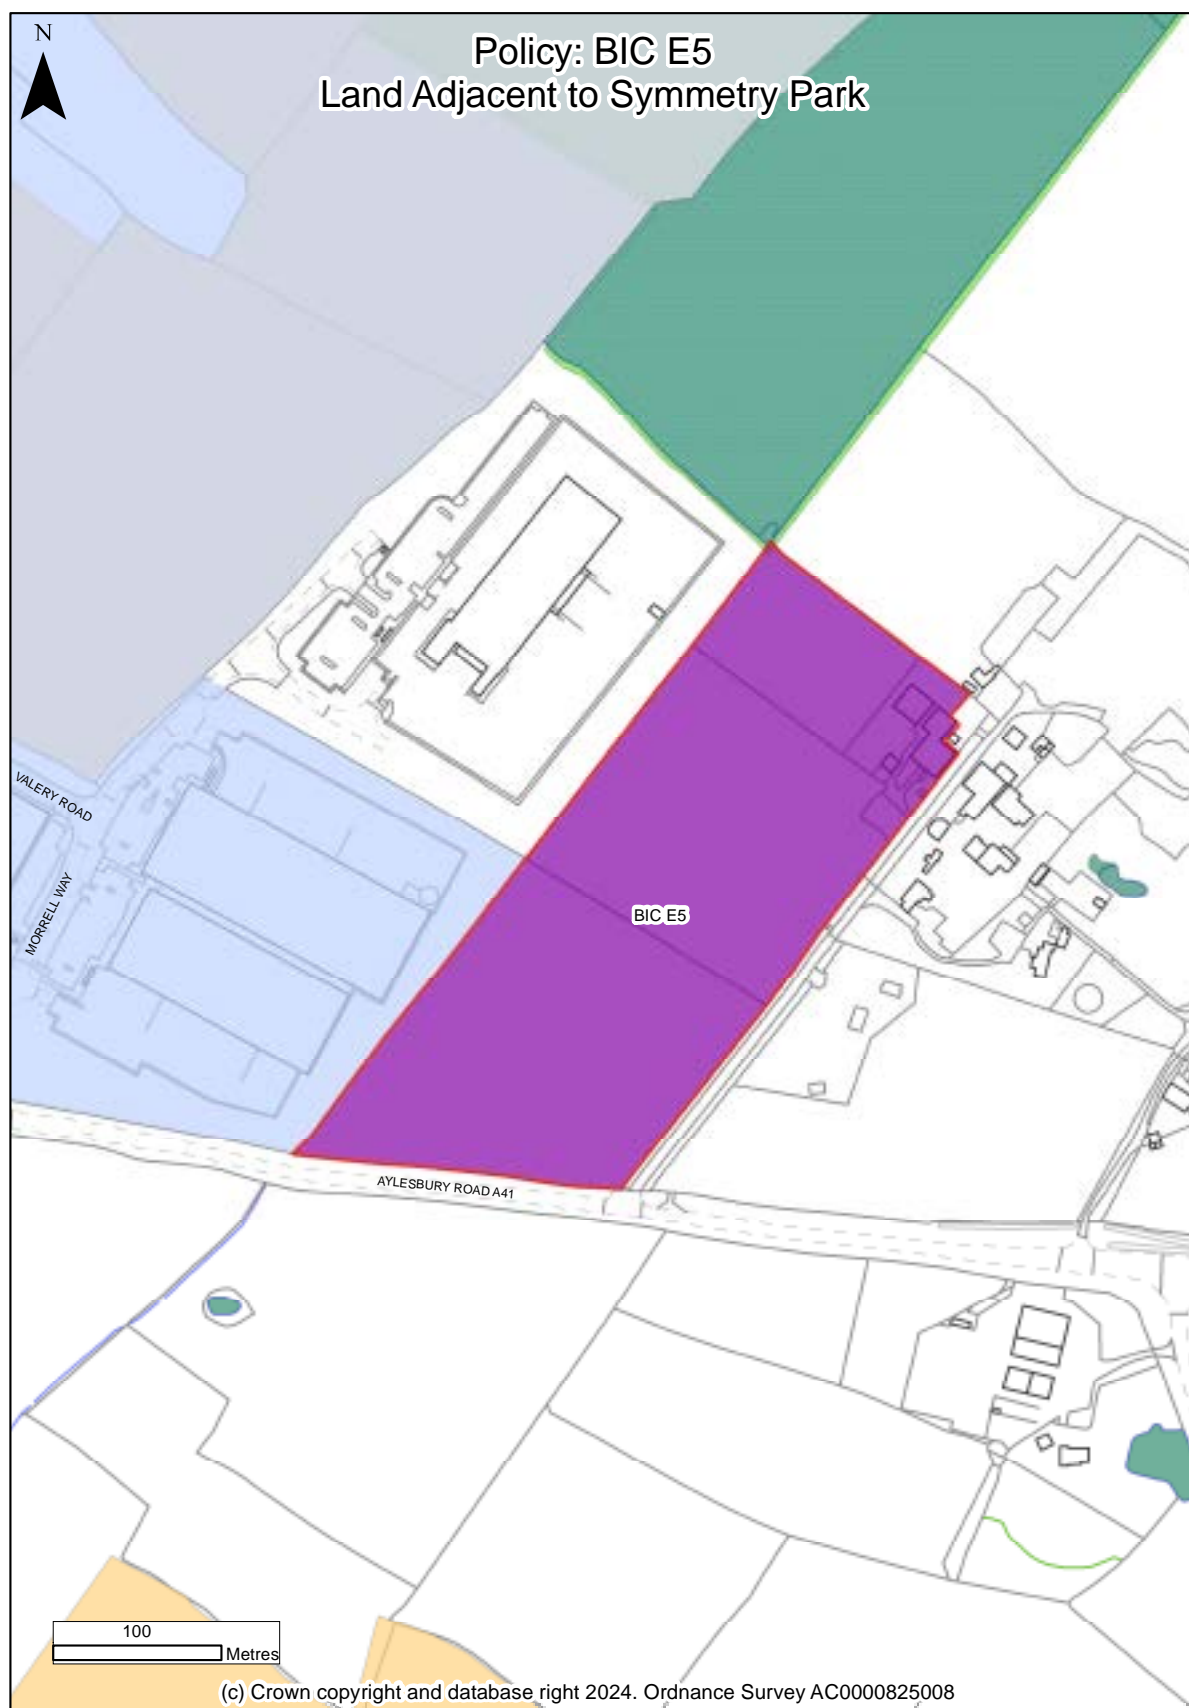 N
Policy: BIC E5
Land Adjacent to Symmetry Park
VALERY ROAD
MORRELL WAY
BIC E5
AYLESBURY ROAD A41
100
Metres
(c) Crown copyright and database right 2024. Ordnance Survey AC0000825008